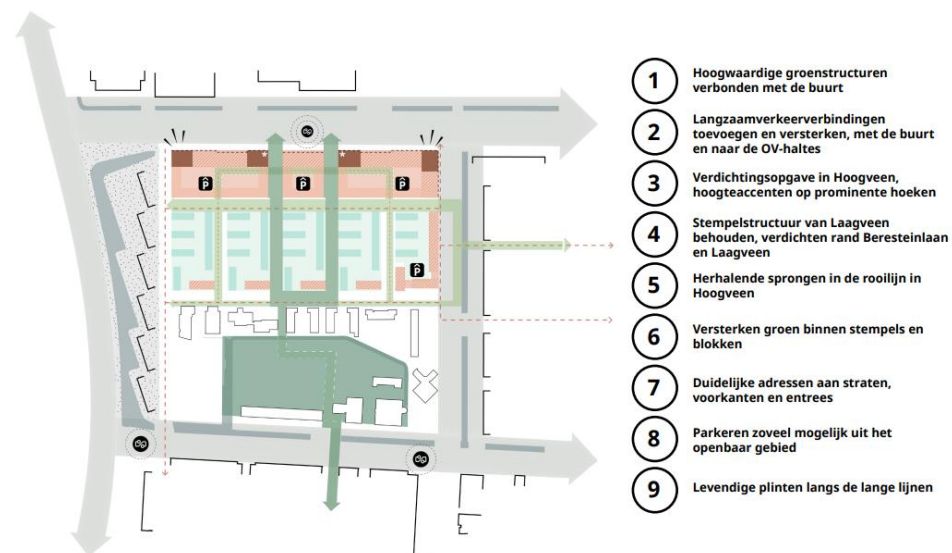 1
Hoogwaardige groenstructuren
verbonden met de buurt
2
Langzaamverkeerverbindingen
toevoegen en versterken, met de buurt
en naar de OV-haltes
3
Verdichtingsopgave in Hoogveen,
hoogteaccenten op prominente hoeken
4
Stempelstructuur van Laagveen
behouden, verdichten rand Beresteinlaan
en Laagveen
5
Herhalende sprongen in de rooilijn in
Hoogveen
6
Versterken groen binnen stempels en
blokken
7
Duidelijke adressen aan straten,
voorkanten en entrees
8
Parkeren zoveel mogelijk uit het
openbaar gebied
9
Levendige plinten langs de lange lijnen
P
P
P
P